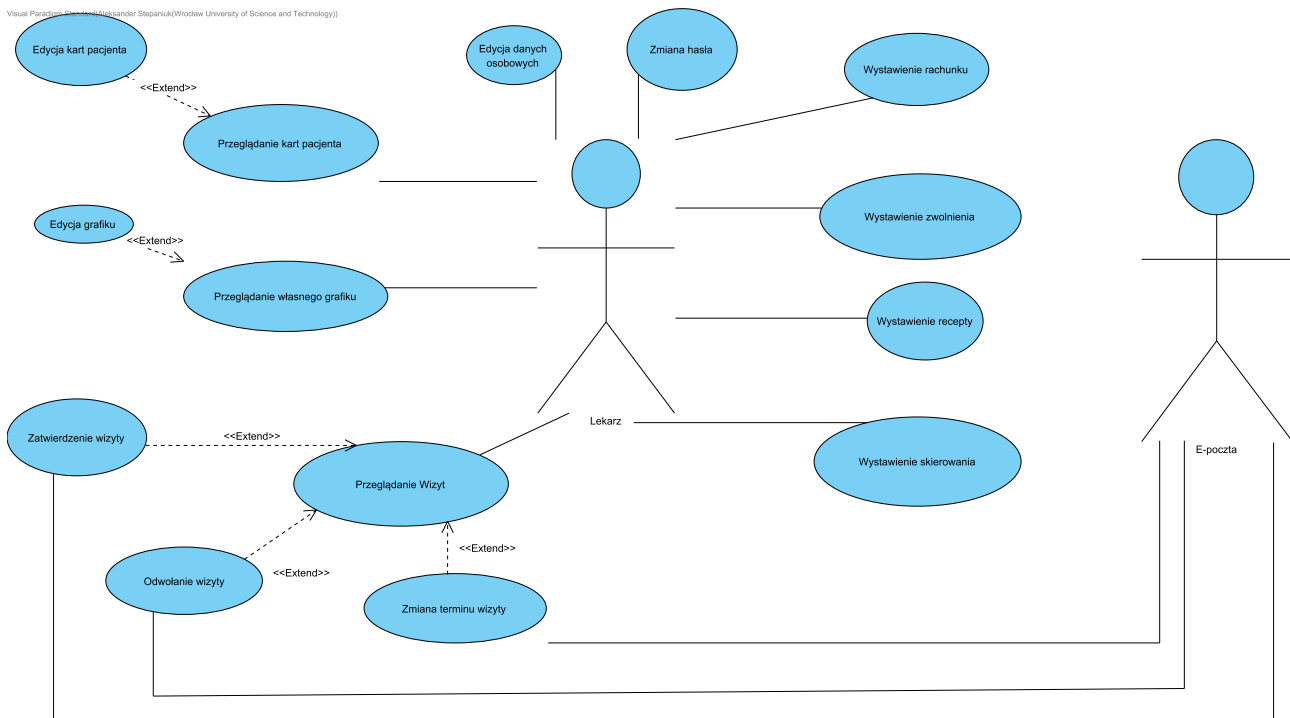 Visual Paradigm Standard(Aleksander Stepaniuk(Wrocław University of Science and Technology))
Edycja kart pacjenta
Edycja danych
osobowych
Zmiana hasła
Wystawienie rachunku
<<Extend>>
Przeglądanie kart pacjenta
Edycja grafiku
<<Extend>>
Wystawienie zwolnienia
Przeglądanie własnego grafiku
Wystawienie recepty
Lekarz
Zatwierdzenie wizyty
<<Extend>>
E-poczta
Wystawienie skierowania
Przeglądanie Wizyt
<<Extend>>
Odwołanie wizyty
<<Extend>>
Zmiana terminu wizyty